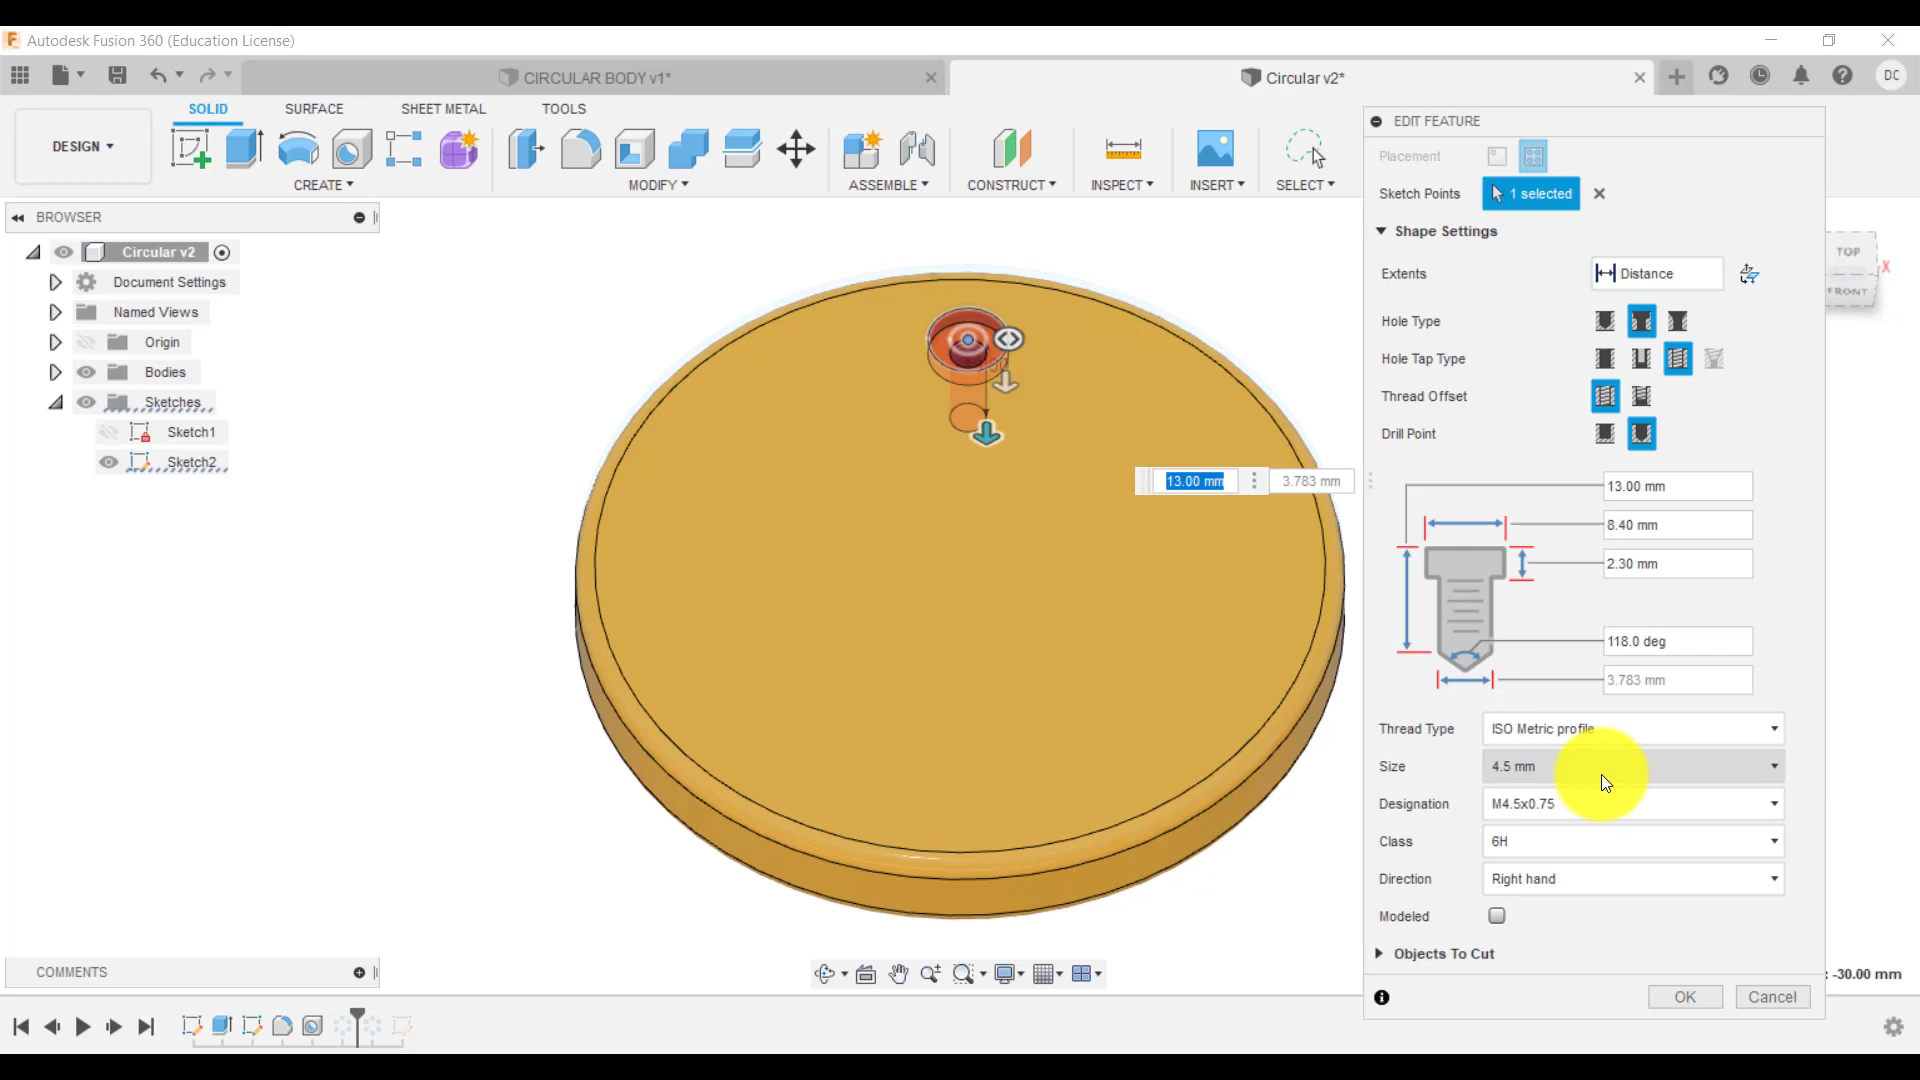 Autodesk Fusion 360 (Education License)
CIRCULAR BODY v1*
Circular v2*
DC
DESIGN
SOLID
SURFACE
SHEET METAL
TOOLS
CREATE
MODIFY
ASSEMBLE
CONSTRUCT
INSPECT
INSERT
SELECT
BROWSER
Circular v2
Document Settings
Named Views
Origin
Bodies
Sketches
Sketch1
Sketch2
13.00 mm
3.783 mm
TOP
FRONT
X
EDIT FEATURE
Placement
Sketch Points
1 selected
Shape Settings
Extents
Distance
Hole Type
Hole Tap Type
Thread Offset
Drill Point
13.00 mm
8.40 mm
2.30 mm
118.0 deg
3.783 mm
Thread Type
ISO Metric profile
Size
4.5 mm
Designation
M4.5x0.75
Class
6H
Direction
Right hand
Modeled
Objects To Cut
: -30.00 mm
OK
Cancel
COMMENTS